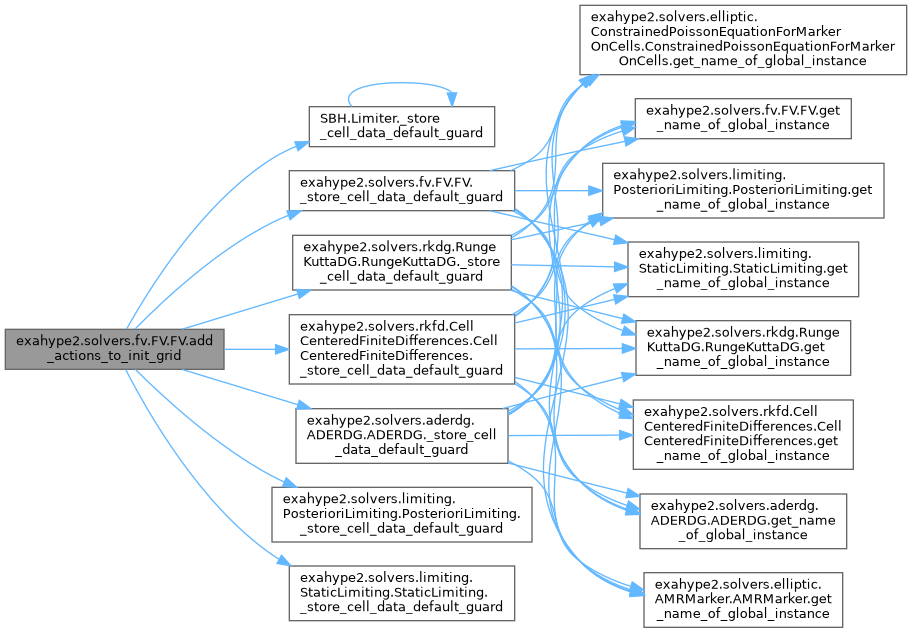 exahype2.solvers.fv.FV.FV.add
_actions_to_init_grid
SBH.Limiter._store
_cell_data_default_guard
exahype2.solvers.fv.FV.FV.
_store_cell_data_default_guard
exahype2.solvers.rkdg.Runge
KuttaDG.RungeKuttaDG._store
_cell_data_default_guard
exahype2.solvers.rkfd.Cell
CenteredFiniteDifferences.Cell
CenteredFiniteDifferences.
_store_cell_data_default_guard
exahype2.solvers.aderdg.
ADERDG.ADERDG._store_cell
_data_default_guard
exahype2.solvers.limiting.
PosterioriLimiting.PosterioriLimiting.
_store_cell_data_default_guard
exahype2.solvers.limiting.
StaticLimiting.StaticLimiting.
_store_cell_data_default_guard
exahype2.solvers.elliptic.
ConstrainedPoissonEquationForMarker
OnCells.ConstrainedPoissonEquationForMarker
OnCells.get_name_of_global_instance
exahype2.solvers.fv.FV.FV.get
_name_of_global_instance
exahype2.solvers.limiting.
PosterioriLimiting.PosterioriLimiting.get
_name_of_global_instance
exahype2.solvers.limiting.
StaticLimiting.StaticLimiting.get
_name_of_global_instance
exahype2.solvers.rkdg.Runge
KuttaDG.RungeKuttaDG.get
_name_of_global_instance
exahype2.solvers.rkfd.Cell
CenteredFiniteDifferences.Cell
CenteredFiniteDifferences.get
_name_of_global_instance
exahype2.solvers.aderdg.
ADERDG.ADERDG.get_name
_of_global_instance
exahype2.solvers.elliptic.
AMRMarker.AMRMarker.get
_name_of_global_instance